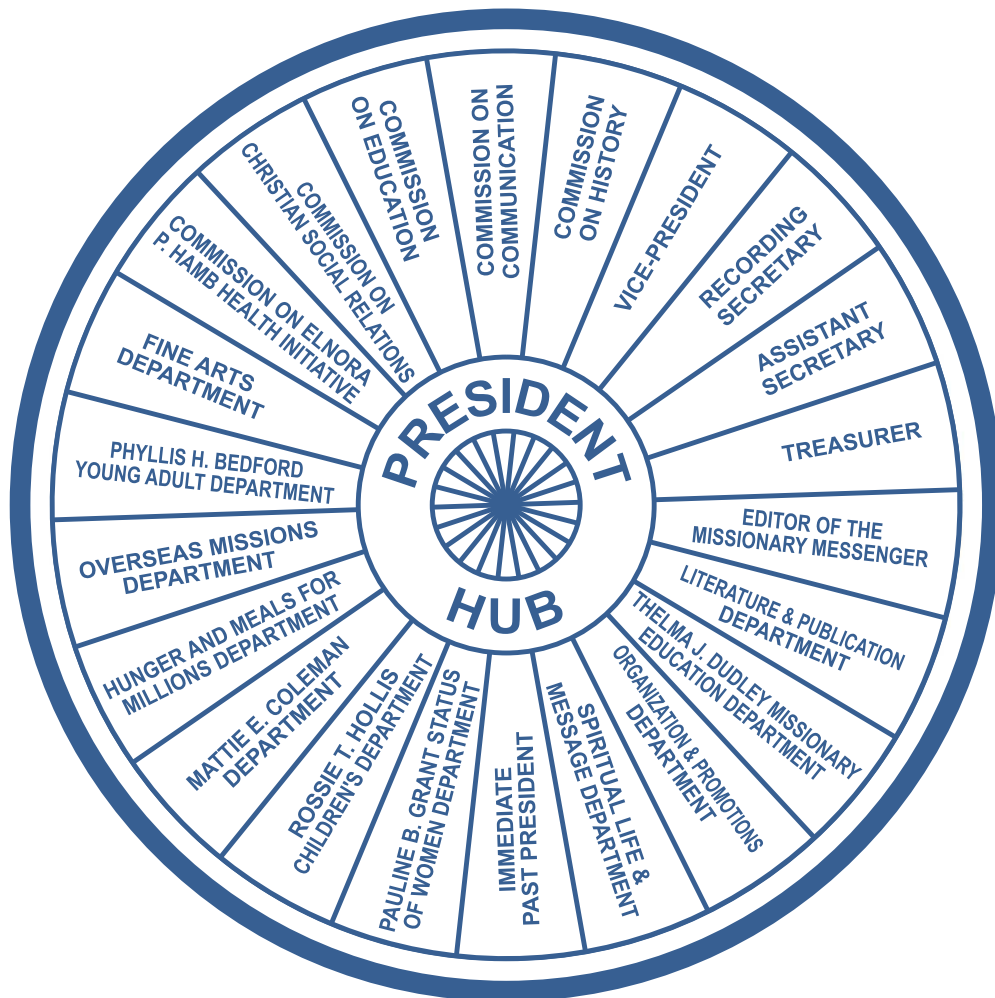 PRESIDENT
HUB
COMMISSION ON
COMMUNICATION
COMMISSION
ON HISTORY
VICE-PRESIDENT
RECORDING
SECRETARY
ASSISTANT
SECRETARY
TREASURER
EDITOR OF THE
MISSIONARY MESSENGER
LITERATURE & PUBLICATION
DEPARTMENT
THELMA J. DUDLEY MISSIONARY
EDUCATION DEPARTMENT
ORGANIZATION & PROMOTIONS
DEPARTMENT
SPIRITUAL LIFE &
MESSAGE DEPARTMENT
IMMEDIATE
PAST PRESIDENT
PAULINE B. GRANT STATUS
OF WOMEN DEPARTMENT
ROSSIE T. HOLLIS
CHILDREN'S DEPARTMENT
MATTIE E. COLEMAN
DEPARTMENT
HUNGER AND MEALS FOR
MILLIONS DEPARTMENT
OVERSEAS MISSIONS
DEPARTMENT
PHYLLIS H. BEDFORD
YOUNG ADULT DEPARTMENT
FINE ARTS
DEPARTMENT
COMMISSION ON ELNORA
P. HAMB HEALTH INITIATIVE
COMMISSION ON
CHRISTIAN SOCIAL RELATIONS
COMMISSION
ON EDUCATION